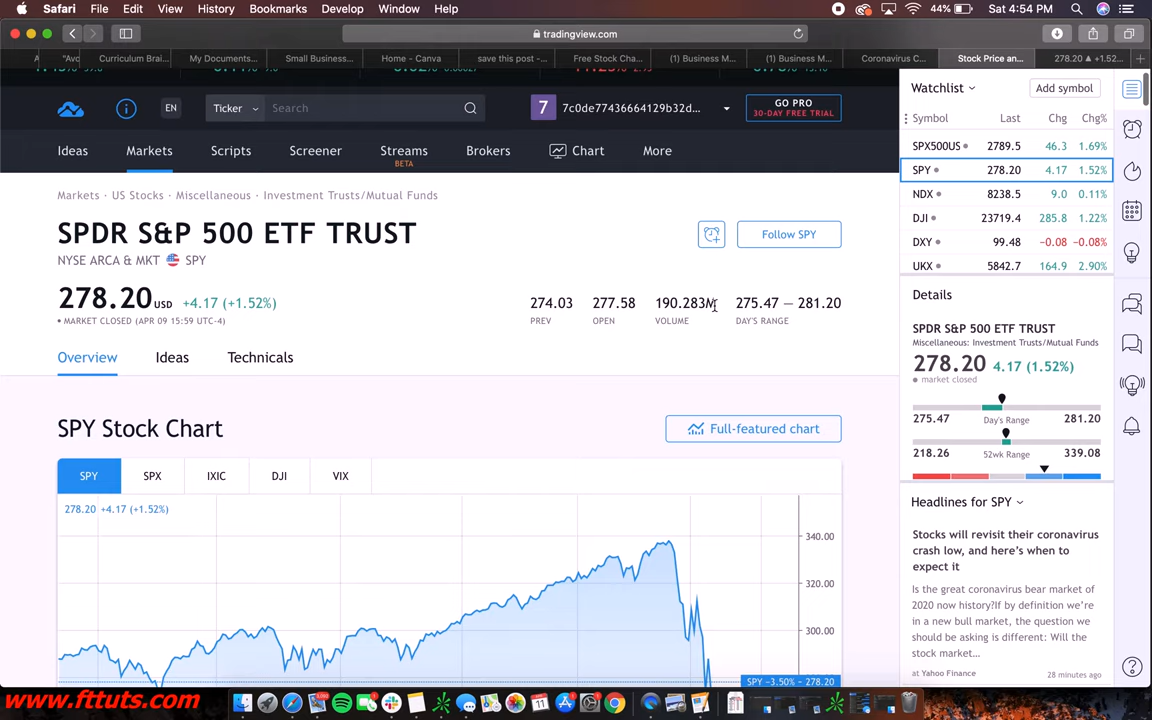 Safari File Edit View History Bookmarks Develop Window Help 44% Sat 4:54 PM
tradingview.com
"Avc Curriculum Brai... My Documents... Small Business... Home - Canva save this post -... Free Stock Cha... (1) Business M... (1) Business M... Coronavirus C... Stock Price an... 278.20 ▲ +1.52...
EN Ticker Search 7 7c0de77436664129b32d... GO PRO
30-DAY FREE TRIAL
Ideas Markets Scripts Screener Streams Brokers Chart More
BETA
Markets · US Stocks · Miscellaneous · Investment Trusts/Mutual Funds
SPDR S&P 500 ETF TRUST
Follow SPY
NYSE ARCA & MKT SPY
278.20 USD +4.17 (+1.52%)
• MARKET CLOSED (APR 09 15:59 UTC-4)
274.03 277.58 190.283M 275.47 — 281.20
PREV OPEN VOLUME DAY'S RANGE
Overview Ideas Technicals
SPY Stock Chart
Full-featured chart
SPY SPX IXIC DJI VIX
278.20 +4.17 (+1.52%)
340.00
320.00
300.00
SPY −3.50% − 278.20
Watchlist Add symbol
Symbol Last Chg Chg%
SPX500US 2789.5 46.3 1.69%
SPY 278.20 4.17 1.52%
NDX 8238.5 9.0 0.11%
DJI 23719.4 285.8 1.22%
DXY 99.48 −0.08 −0.08%
UKX 5842.7 164.9 2.90%
Details
SPDR S&P 500 ETF TRUST
Miscellaneous: Investment Trusts/Mutual Funds
278.20 4.17 (1.52%)
● market closed
275.47 Day's Range 281.20
218.26 52wk Range 339.08
Headlines for SPY
Stocks will revisit their coronavirus
crash low, and here's when to
expect it
Is the great coronavirus bear market of
2020 now history?If by definition we're
in a new bull market, the question we
should be asking is different: Will the
stock market...
at Yahoo Finance 28 minutes ago
www.fttuts.com